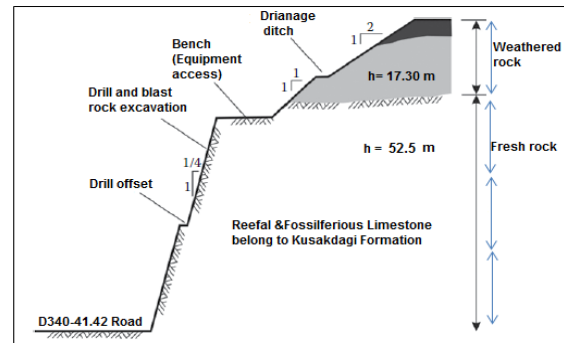 Drianage
ditch
2
1
Weathered
rock
Bench
(Equipment
access)
1
1
h= 17.30 m
Drill and blast
rock excavation
h = 52.5 m
Fresh rock
1/4
1
Drill offset
Reefal &Fossilferious Limestone
belong to Kusakdagi Formation
D340-41.42 Road